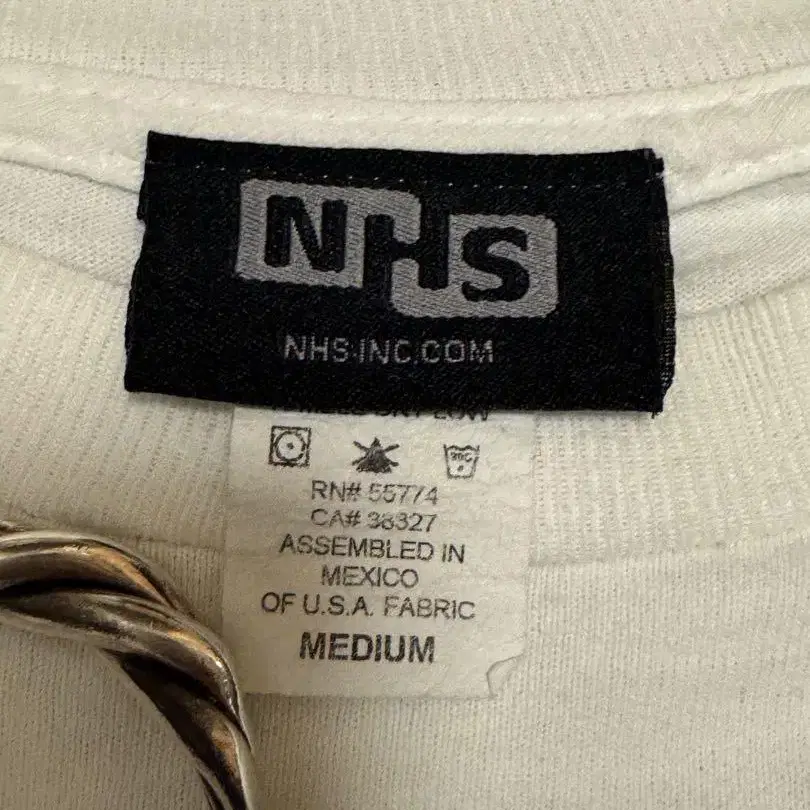 NHS
NHS-INC.COM
RN# 55774
CA# 38327
ASSEMBLED IN
MEXICO
OF U.S.A. FABRIC
MEDIUM